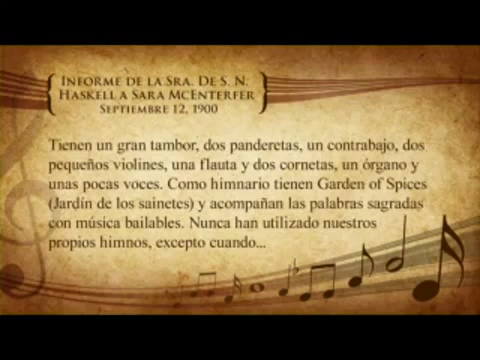 Informe de la Sra. De S. N.
Haskell a Sara McEnterfer
Septiembre 12, 1900
Tienen un gran tambor, dos panderetas, un contrabajo, dos
pequeños violines, una flauta y dos cornetas, un órgano y
unas pocas voces. Como himnario tienen Garden of Spices
(Jardín de los sainetes) y acompañan las palabras sagradas
con música bailables. Nunca han utilizado nuestros
propios himnos, excepto cuando...